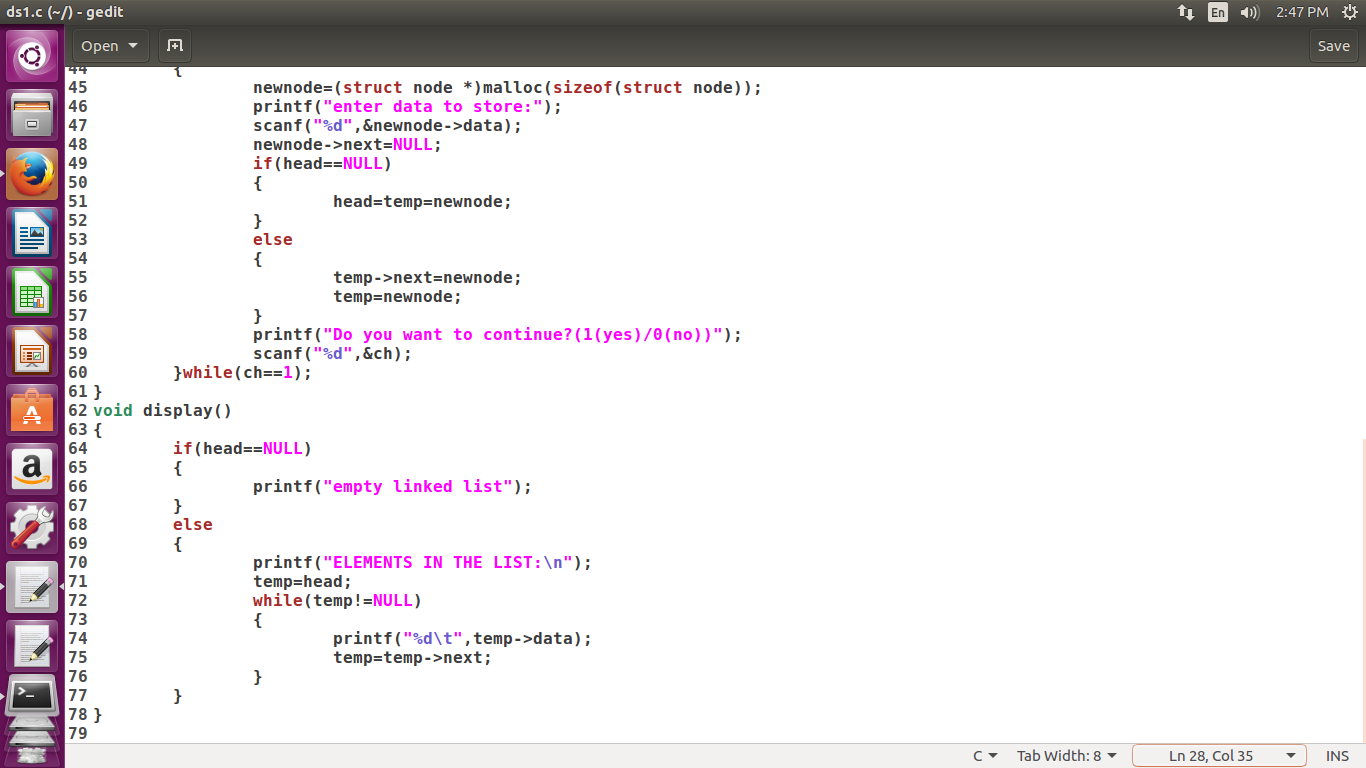 ds1.c (~/) - gedit
En
2:47 PM
Open
Save
44 {
45 newnode=(struct node *)malloc(sizeof(struct node));
46 printf("enter data to store:");
47 scanf("%d",&newnode->data);
48 newnode->next=NULL;
49 if(head==NULL)
50 {
51 head=temp=newnode;
52 }
53 else
54 {
55 temp->next=newnode;
56 temp=newnode;
57 }
58 printf("Do you want to continue?(1(yes)/0(no))");
59 scanf("%d",&ch);
60 }while(ch==1);
61 }
62 void display()
63 {
64 if(head==NULL)
65 {
66 printf("empty linked list");
67 }
68 else
69 {
70 printf("ELEMENTS IN THE LIST:\n");
71 temp=head;
72 while(temp!=NULL)
73 {
74 printf("%d\t",temp->data);
75 temp=temp->next;
76 }
77 }
78 }
79
C Tab Width: 8 Ln 28, Col 35 INS